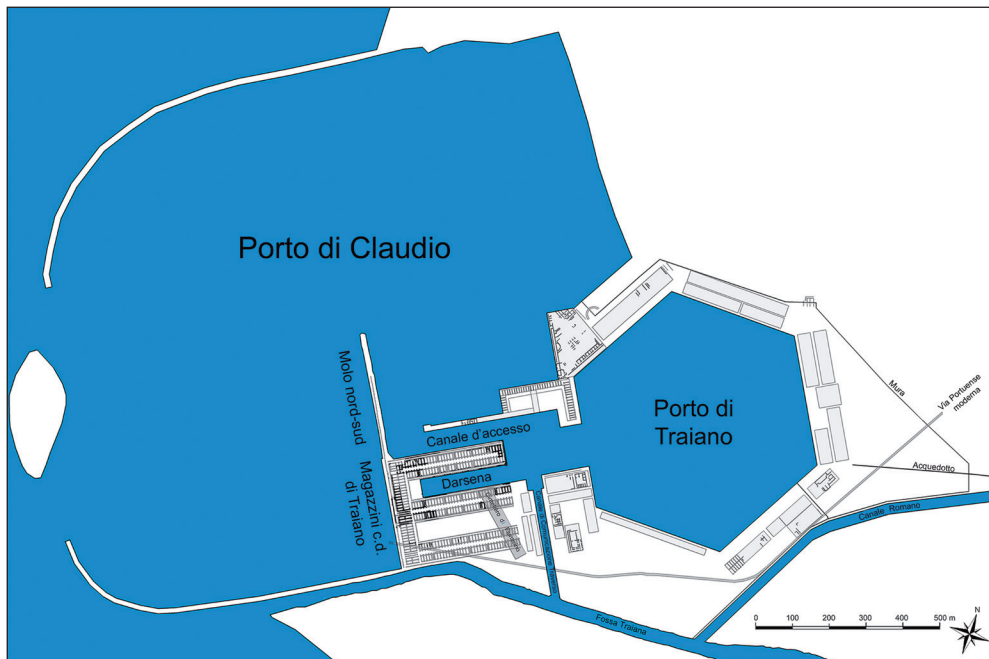 Porto di Claudio
Molo nord-sud
Magazzini c.d.
di Traiano
Canale d'accesso
Darsena
Porto di
Traiano
Mura
Via Portuense
moderna
Acquedotto
Canale Romano
Fossa Traiana
0 100 200 300 400 500 m
N